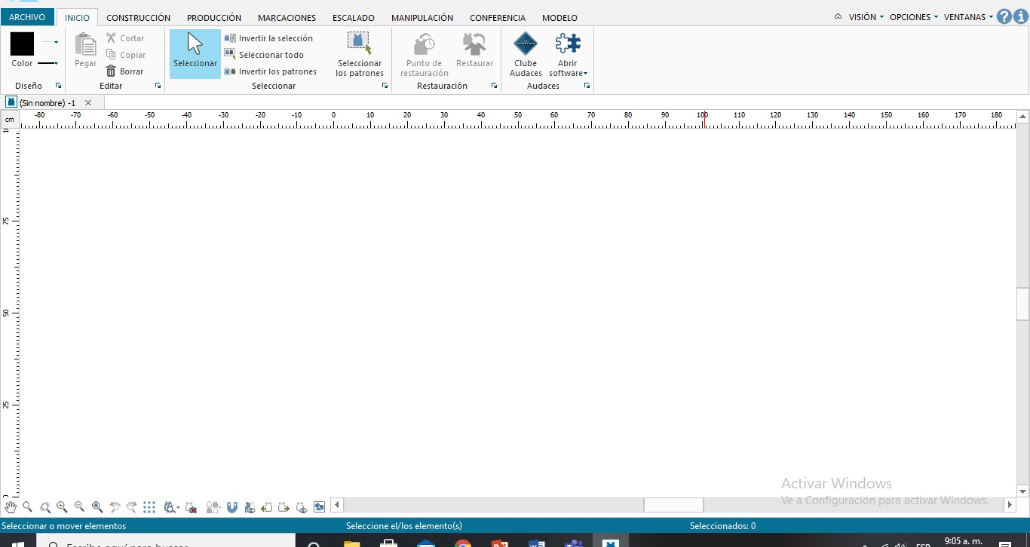 ARCHIVO INICIO CONSTRUCCIÓN PRODUCCIÓN MARCACIONES ESCALADO MANIPULACIÓN CONFERENCIA MODELO VISIÓN OPCIONES VENTANAS ? i
Cortar Invertir la selección
Copiar Seleccionar todo
Color Pegar Borrar Seleccionar Invertir los patrones Seleccionar los patrones Punto de restauración Restaurar Clube Audaces Abrir software
Diseño Editar Seleccionar Restauración Audaces
(Sin nombre) -1
cm -80 -70 -60 -50 -40 -30 -20 -10 0 10 20 30 40 50 60 70 80 90 100 110 120 130 140 150 160 170 180
75
50
25
Activar Windows
Ve a Configuración para activar Windows.
Seleccionar o mover elementos Seleccione el/los elemento(s) Seleccionados: 0
Escribe aquí para buscar ESP 9:05 a. m.